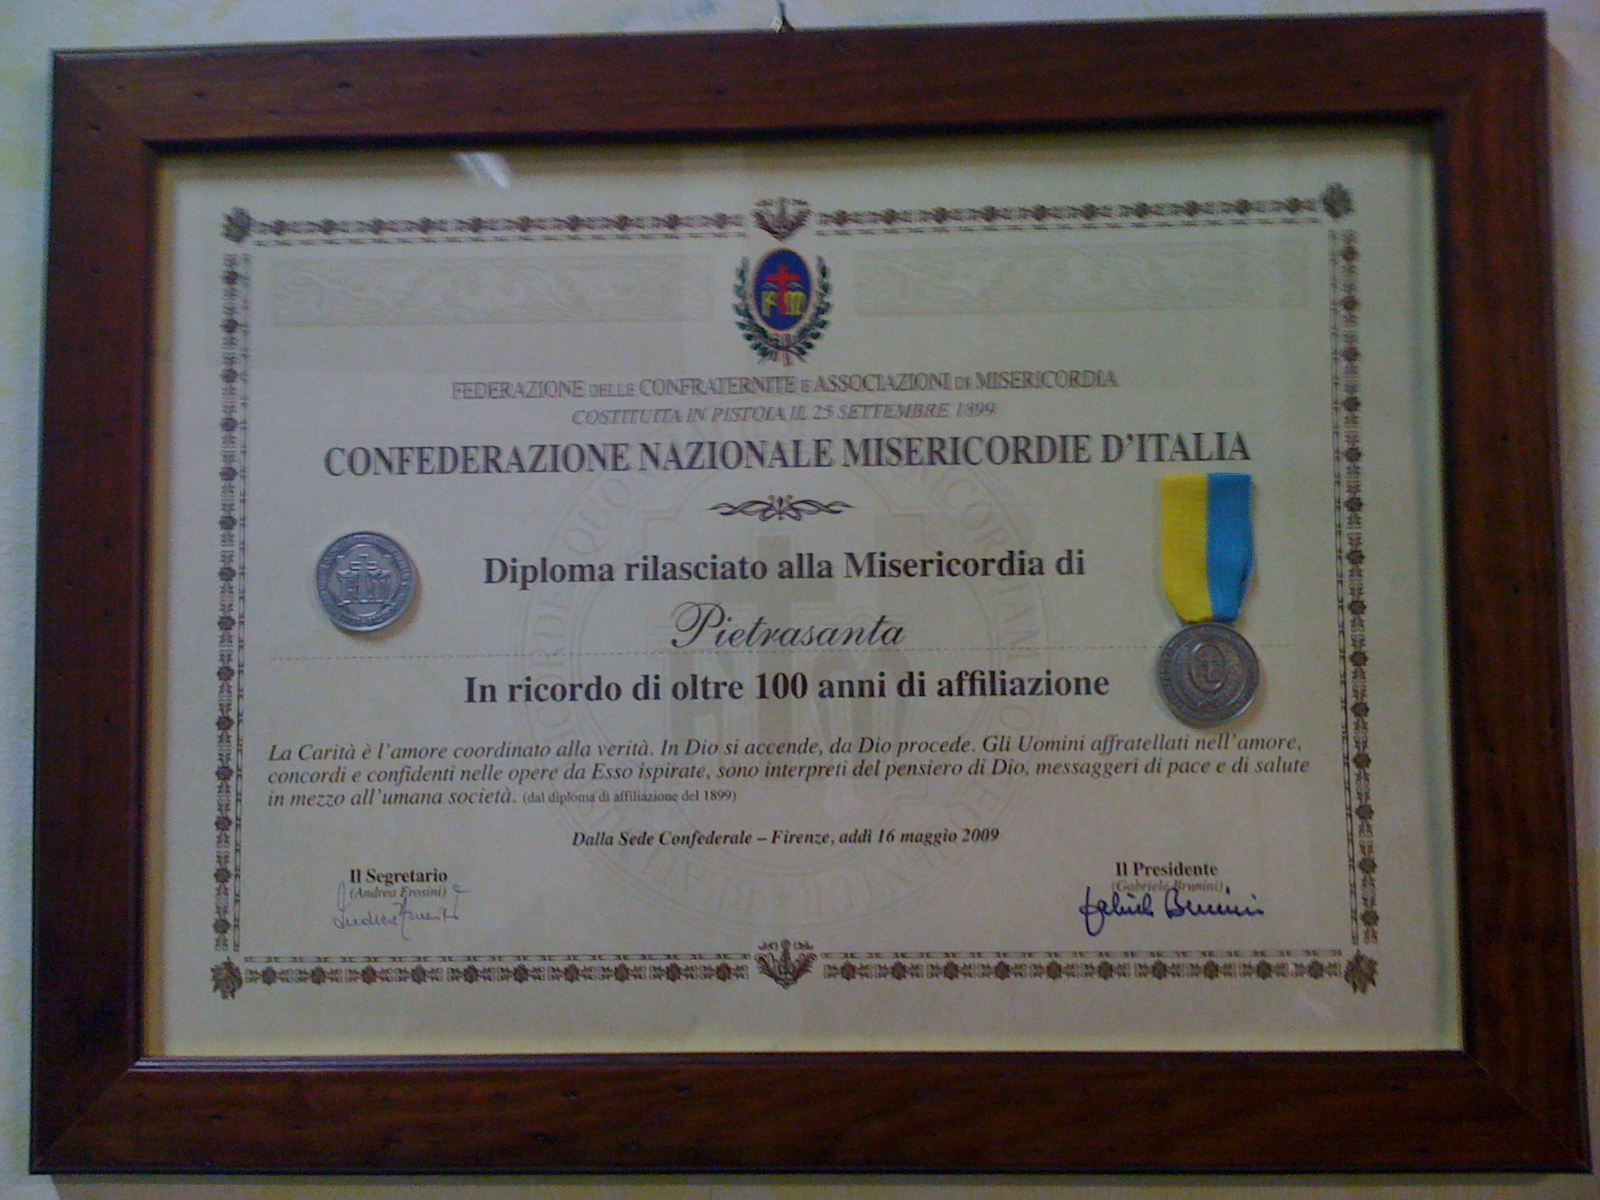 FEDERAZIONE DELLE CONFRATERNITE E ASSOCIAZIONI DI MISERICORDIA
COSTITUITA IN PISTOIA IL 25 SETTEMBRE 1899
CONFEDERAZIONE NAZIONALE MISERICORDIE D'ITALIA
Diploma rilasciato alla Misericordia di
Pietrasanta
In ricordo di oltre 100 anni di affiliazione
La Carità è l'amore coordinato alla verità. In Dio si accende, da Dio procede. Gli Uomini affratellati nell'amore,
concordi e confidenti nelle opere da Esso ispirate, sono interpreti del pensiero di Dio, messaggeri di pace e di salute
in mezzo all'umana società. (dal diploma di affiliazione del 1899)
Dalla Sede Confederale – Firenze, addì 16 maggio 2009
Il Segretario
(Andrea Frosini)
Il Presidente
(Gabriele Brunini)
Gabriele Brunini